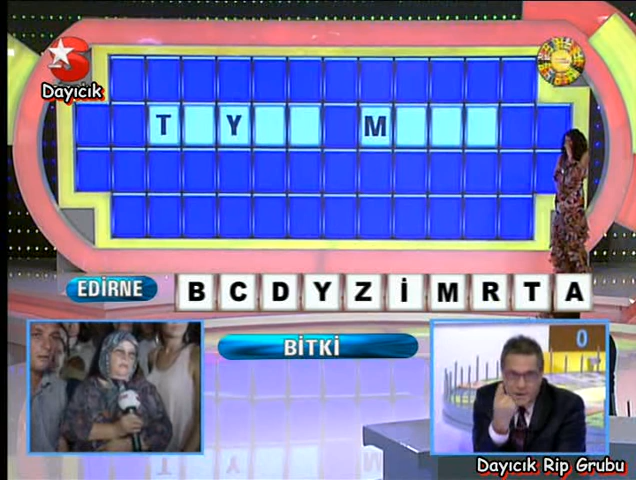 Dayıcık
T Y M
EDİRNE
B C D Y Z İ M R T A
BİTKİ
0
Dayıcık Rip Grubu